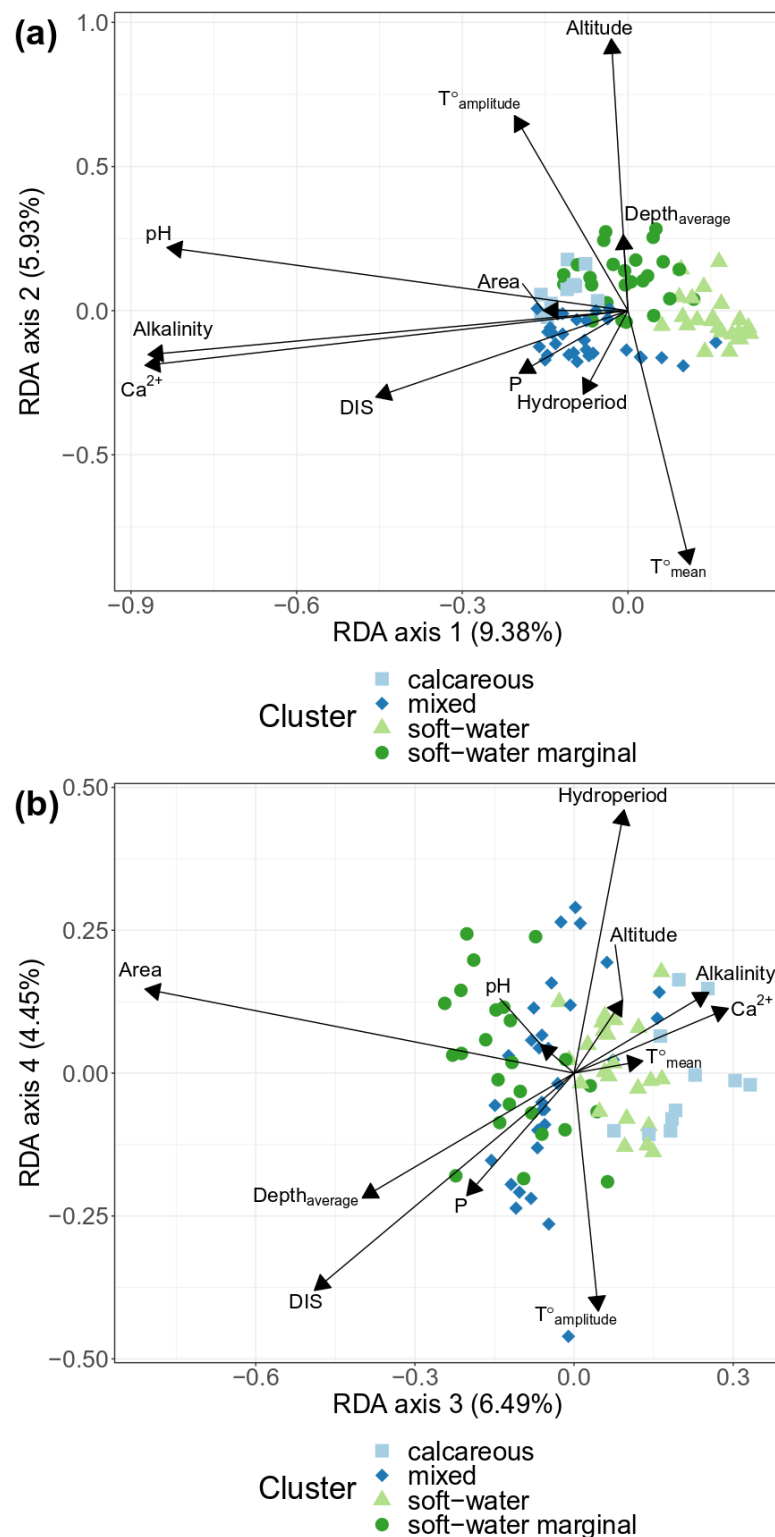 (a)
1.0
Altitude
T°amplitude
0.5
Depthaverage
pH
Area
0.0
Alkalinity
Ca2+
P
DIS
Hydroperiod
−0.5
T°mean
RDA axis 2 (5.93%)
−0.9 −0.6 −0.3 0.0
RDA axis 1 (9.38%)
Cluster
calcareous
mixed
soft−water
soft−water marginal
(b)
0.50
Hydroperiod
0.25
Altitude
Area
pH
Alkalinity
Ca2+
T°mean
0.00
Depthaverage
P
−0.25
DIS
T°amplitude
−0.50
RDA axis 4 (4.45%)
−0.6 −0.3 0.0 0.3
RDA axis 3 (6.49%)
Cluster
calcareous
mixed
soft−water
soft−water marginal